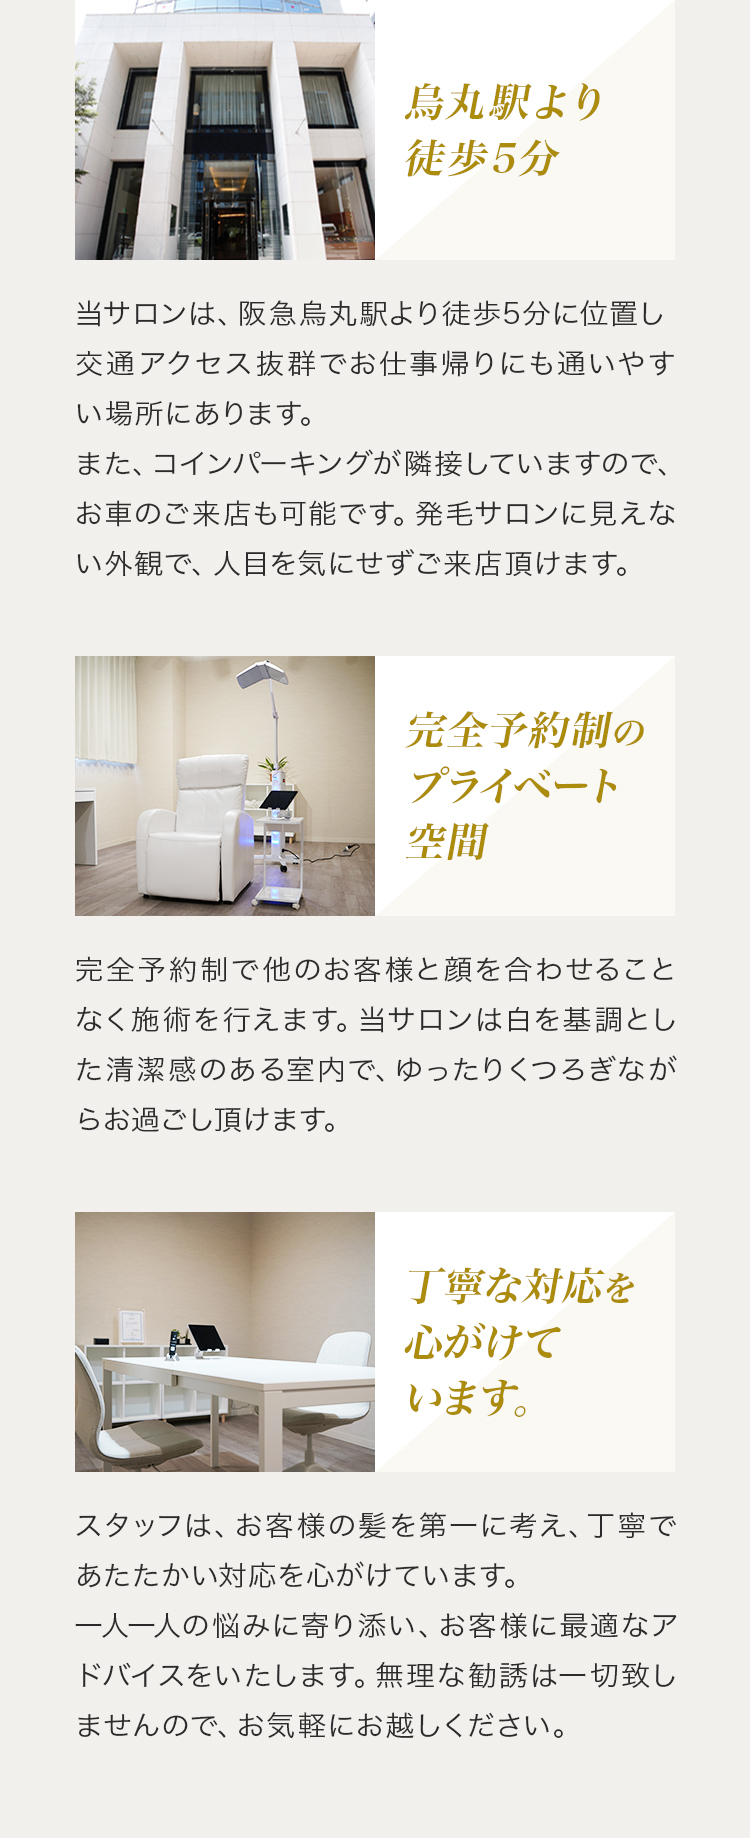 烏丸駅より
徒歩5分
当サロンは、阪急烏丸駅より徒歩5分に位置し
交通アクセス抜群でお仕事帰りにも通いやす
い場所にあります。
また、コインパーキングが隣接していますので、
お車のご来店も可能です。発毛サロンに見えな
い外観で、人目を気にせずご来店頂けます。
完全予約制の
プライベート
空間
完全予約制で他のお客様と顔を合わせること
なく施術を行えます。当サロンは白を基調とし
た清潔感のある室内で、ゆったりくつろぎなが
らお過ごし頂けます。
丁寧な対応を
心がけて
います。
スタッフは、お客様の髪を第一に考え、丁寧で
あたたかい対応を心がけています。
一人一人の悩みに寄り添い、お客様に最適なア
ドバイスをいたします。無理な勧誘は一切致し
ませんので、お気軽にお越しください。